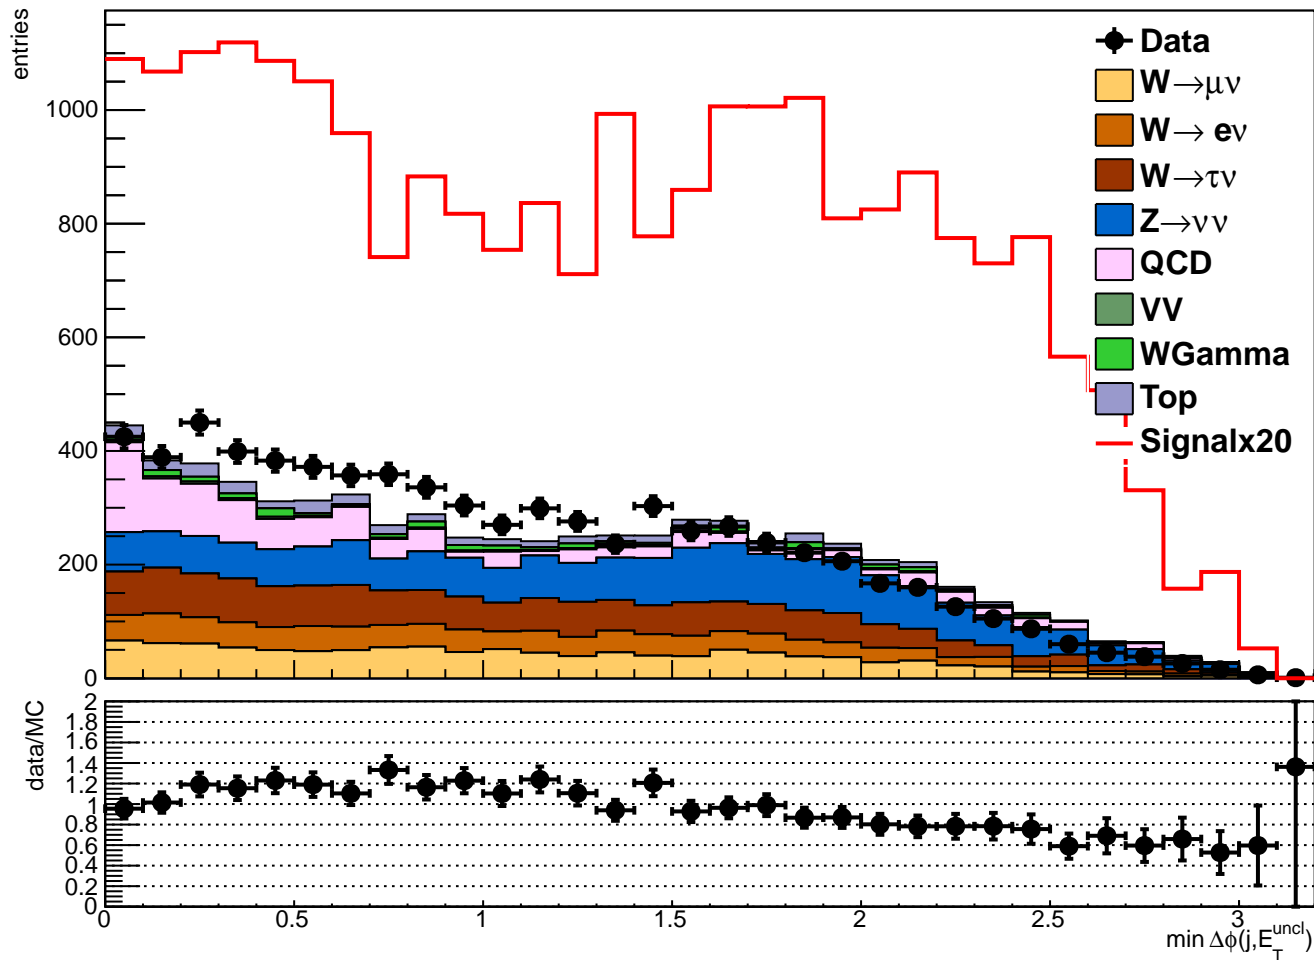 entries
1000
800
600
400
200
0
Data
W→μν
W→ eν
W→τν
Z→νν
QCD
VV
WGamma
Top
Signalx20
data/MC
2
1.8
1.6
1.4
1.2
1
0.8
0.6
0.4
0.2
0
0 0.5 1 1.5 2 2.5 3
min Δϕ(j,E_T^uncl)